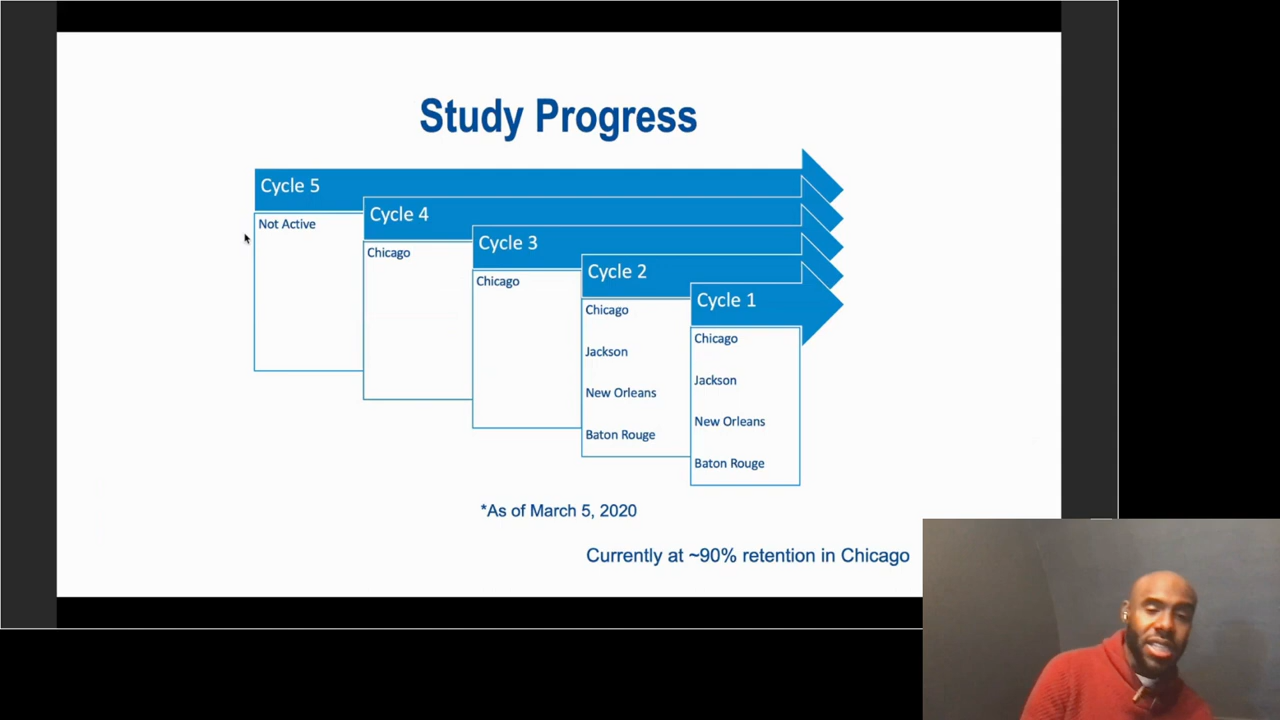 Study Progress
Cycle 5
Not Active
Cycle 4
Chicago
Cycle 3
Chicago
Cycle 2
Chicago
Jackson
New Orleans
Baton Rouge
Cycle 1
Chicago
Jackson
New Orleans
Baton Rouge
*As of March 5, 2020
Currently at ~90% retention in Chicago